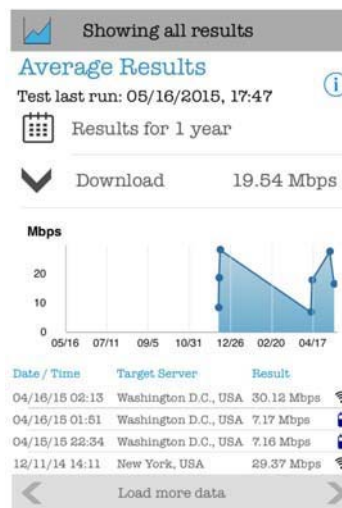 Showing all results
Average Results
Test last run: 05/16/2015, 17:47
i
Results for 1 year
Download 19.54 Mbps
Mbps
20
10
0
05/16 07/11 09/5 10/31 12/26 02/20 04/17
Date / Time Target Server Result
04/16/15 02:13 Washington D.C., USA 30.12 Mbps
04/16/15 01:51 Washington D.C., USA 7.17 Mbps
04/15/15 22:34 Washington D.C., USA 7.16 Mbps
12/11/14 14:11 New York, USA 29.37 Mbps
Load more data